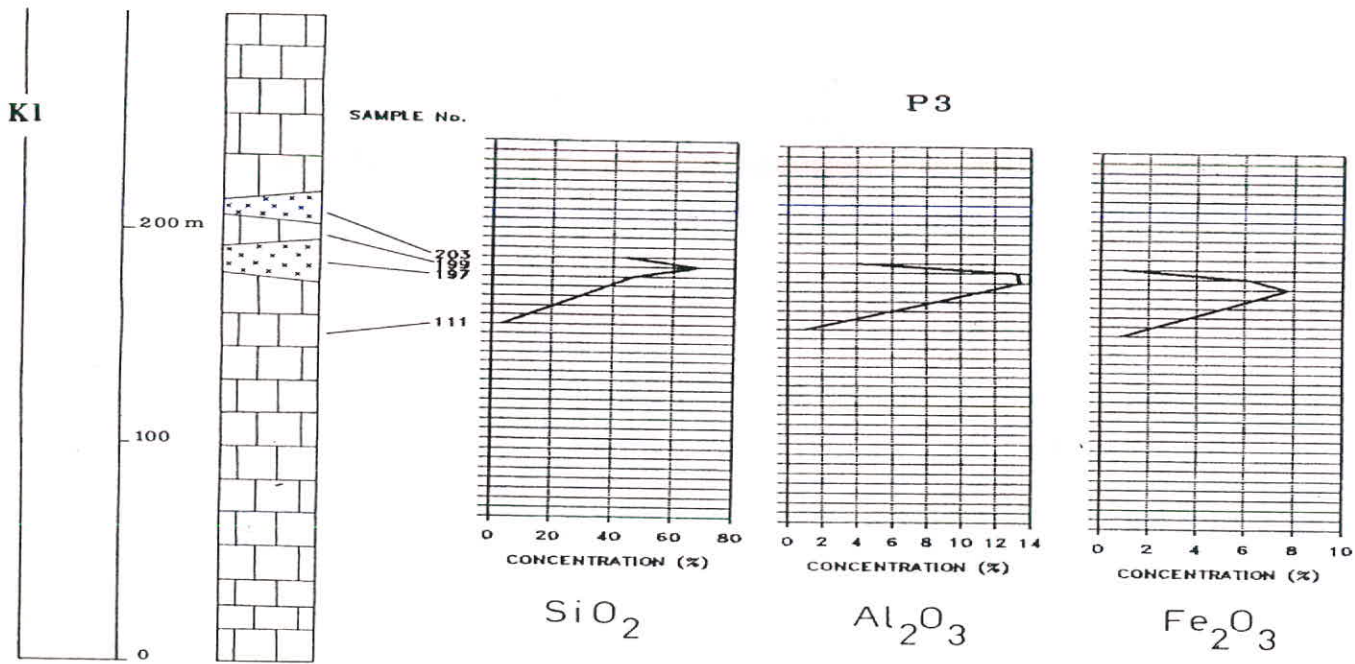 K1
P3
SAMPLE No.
200 m
203
199
197
111
100
0
0 20 40 60 80
CONCENTRATION (%)
SiO₂
0 2 4 6 8 10 12 14
CONCENTRATION (%)
Al₂O₃
0 2 4 6 8 10
CONCENTRATION (%)
Fe₂O₃